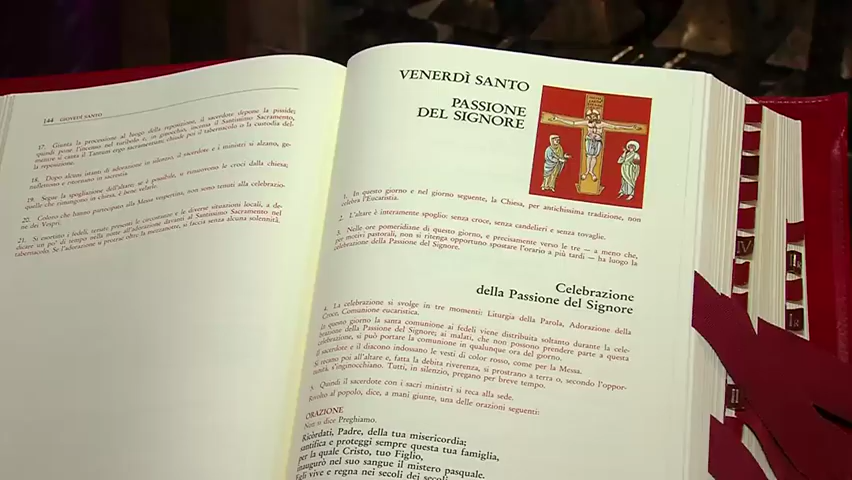 144 GIOVEDÌ SANTO
17. Giunta la processione al luogo della reposizione, il sacerdote depone la pisside;
quindi pone l'incenso nel turibolo e, in ginocchio, incensa il Santissimo Sacramento,
mentre si canta il Tantum ergo sacramentum; chiude poi il tabernacolo o la custodia del-
la reposizione.
18. Dopo alcuni istanti di adorazione in silenzio, il sacerdote e i ministri si alzano, ge-
nuflettono e ritornano in sacrestia.
19. Segue la spogliazione dell'altare; se è possibile, si rimuovono le croci dalla chiesa;
quelle che rimangono in chiesa, è bene velarle.
20. Coloro che hanno partecipato alla Messa vespertina, non sono tenuti alla celebrazio-
ne dei Vespri.
21. Si esortino i fedeli, tenuti presenti le circostanze e le diverse situazioni locali, a de-
dicare un po' di tempo nella notte all'adorazione davanti al Santissimo Sacramento nel
tabernacolo. Se l'adorazione si protrae oltre la mezzanotte, si faccia senza alcuna solennità.
VENERDÌ SANTO
PASSIONE
DEL SIGNORE
1. In questo giorno e nel giorno seguente, la Chiesa, per antichissima tradizione, non
celebra l'Eucaristia.
2. L'altare è interamente spoglio: senza croce, senza candelieri e senza tovaglie.
3. Nelle ore pomeridiane di questo giorno, e precisamente verso le tre — a meno che,
per motivi pastorali, non si ritenga opportuno spostare l'orario a più tardi — ha luogo la
celebrazione della Passione del Signore.
Celebrazione
della Passione del Signore
4. La celebrazione si svolge in tre momenti: Liturgia della Parola, Adorazione della
Croce, Comunione eucaristica.
In questo giorno la santa comunione ai fedeli viene distribuita soltanto durante la cele-
brazione della Passione del Signore; ai malati, che non possono prendere parte a questa
celebrazione, si può portare la comunione in qualunque ora del giorno.
Il sacerdote e il diacono indossano le vesti di color rosso, come per la Messa.
Si recano poi all'altare e, fatta la debita riverenza, si prostrano a terra o, secondo l'oppor-
tunità, s'inginocchiano. Tutti, in silenzio, pregano per breve tempo.
5. Quindi il sacerdote con i sacri ministri si reca alla sede.
Rivolto al popolo, dice, a mani giunte, una delle orazioni seguenti:
ORAZIONE
Non si dice Preghiamo.
Ricòrdati, Padre, della tua misericordia;
santifica e proteggi sempre questa tua famiglia,
per la quale Cristo, tuo Figlio,
inaugurò nel suo sangue il mistero pasquale.
Egli vive e regna nei secoli dei secoli.
IV
II